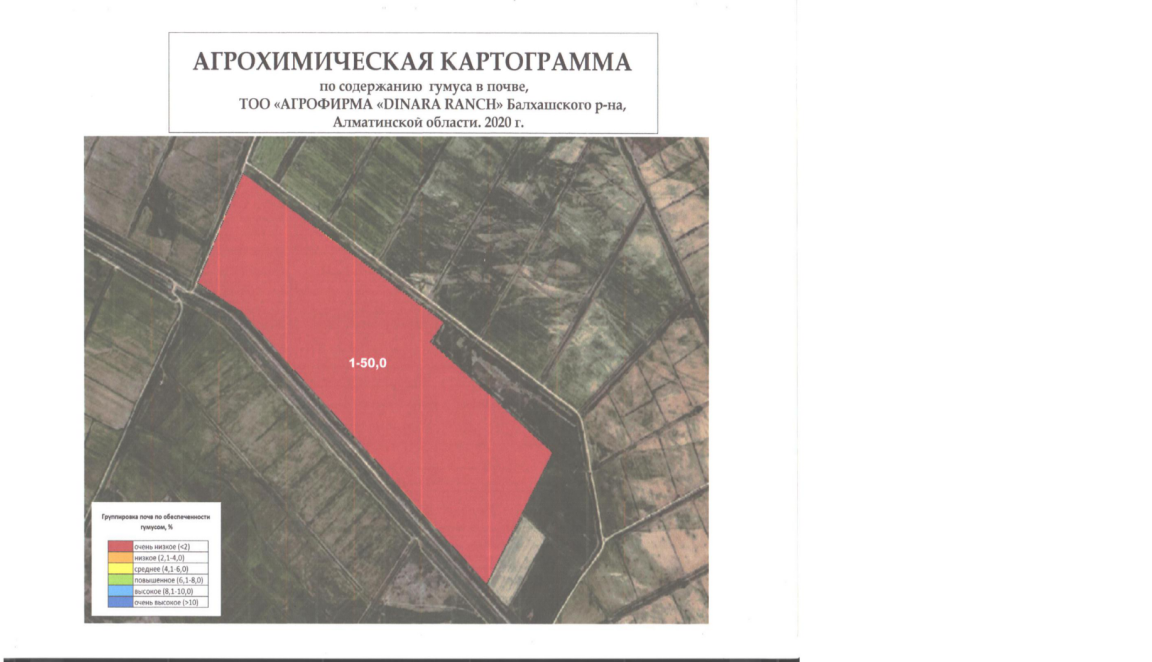 АГРОХИМИЧЕСКАЯ КАРТОГРАММА
по содержанию гумуса в почве,
ТОО «АГРОФИРМА «DINARA RANCH» Балхашского р-на,
Алматинской области. 2020 г.
1-50,0
Группировка почв по обеспеченности
гумусом, %
очень низкое (<2)
низкое (2,1-4,0)
среднее (4,1-6,0)
повышенное (6,1-8,0)
высокое (8,1-10,0)
очень высокое (>10)